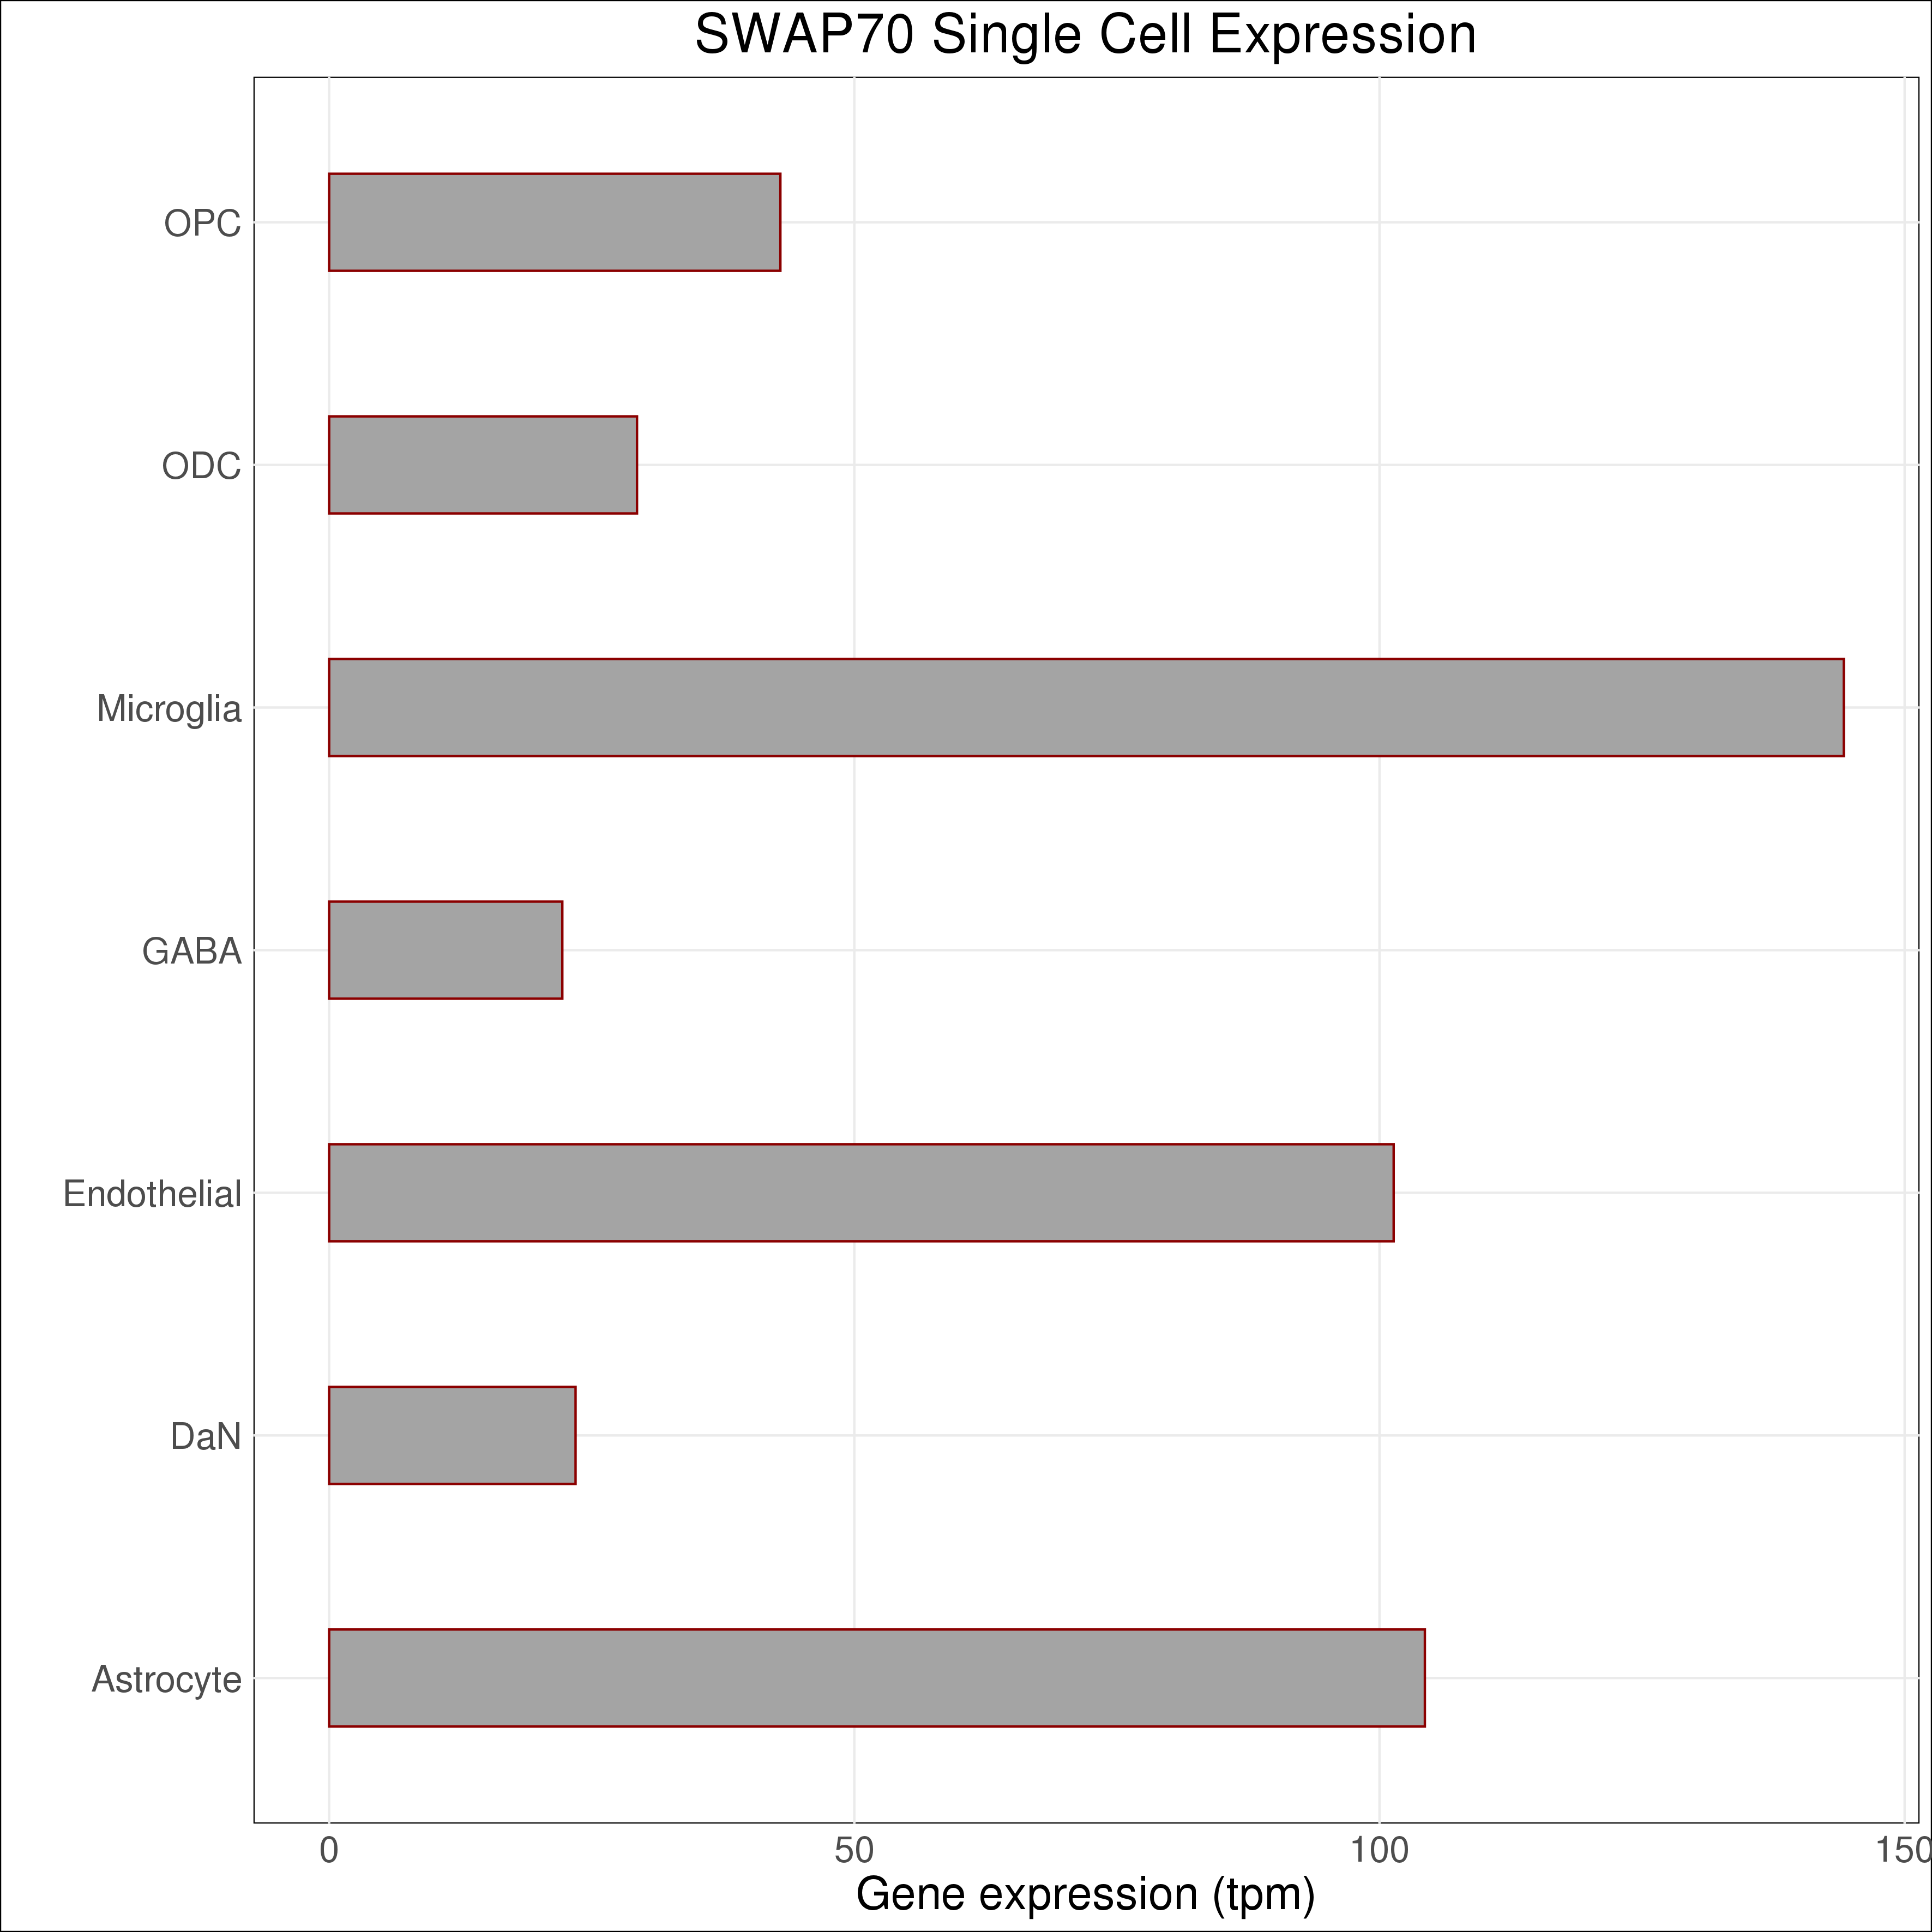 SWAP70 Single Cell Expression
OPC
ODC
Microglia
GABA
Endothelial
DaN
Astrocyte
0 50 100 150
Gene expression (tpm)